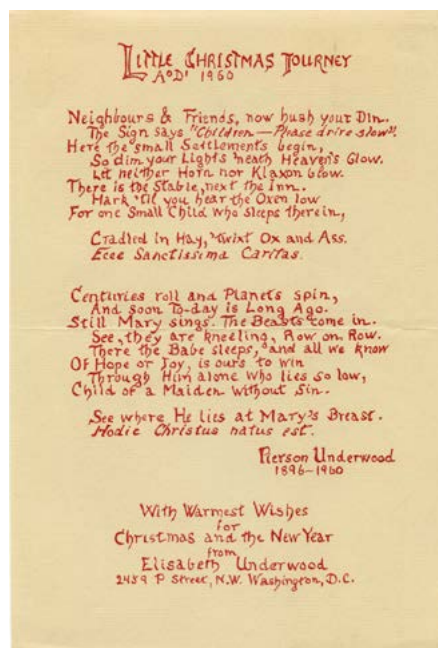 LITTLE CHRISTMAS JOURNEY
A.D. 1960
Neighbours & Friends, now hush your Din.
The Sign says "Children — Please drive slow".
Here the small Settlements begin,
So dim your Lights 'neath Heaven's Glow.
Let neither Horn nor Klaxon blow.
There is the Stable, next the Inn.
Hark 'til you hear the Oxen low
For one Small Child who sleeps therein,
Cradled in Hay, 'twixt Ox and Ass.
Ecce Sanctissima Caritas.
Centuries roll and Planets spin,
And soon To-day is Long Ago.
Still Mary sings. The Beasts come in.
See, they are kneeling, Row on Row.
There the Babe sleeps, and all we know
Of Hope or Joy, is ours to win
Through Him alone who lies so low,
Child of a Maiden without Sin.
See where He lies at Mary's Breast.
Hodie Christus natus est.
Pierson Underwood
1896-1960
With Warmest Wishes
for
Christmas and the New Year
from
Elisabeth Underwood
2459 P Street, N.W. Washington, D.C.